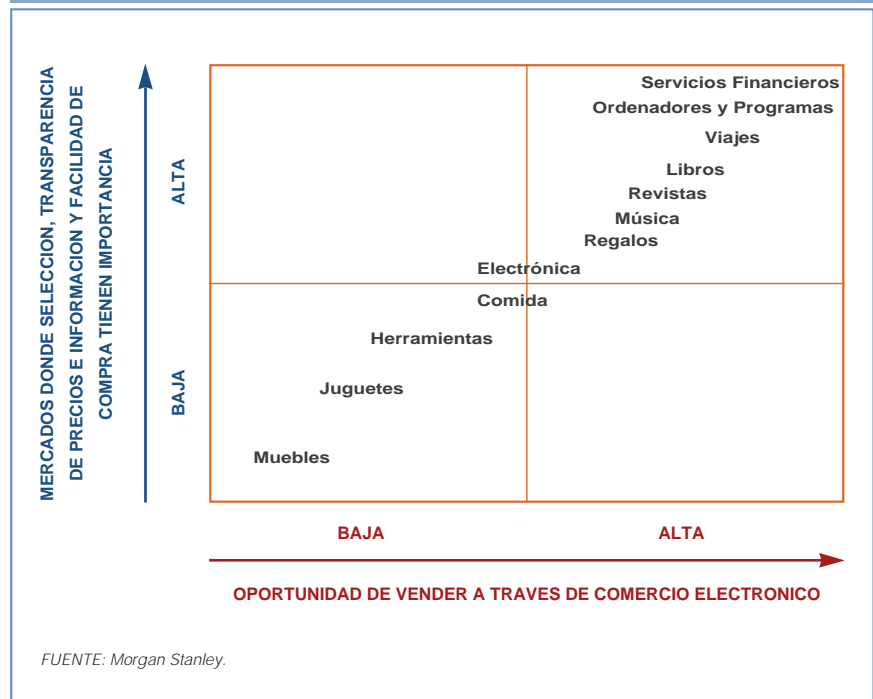 MERCADOS DONDE SELECCION, TRANSPARENCIA
DE PRECIOS E INFORMACION Y FACILIDAD DE
COMPRA TIENEN IMPORTANCIA
ALTA
BAJA
Servicios Financieros
Ordenadores y Programas
Viajes
Libros
Revistas
Música
Regalos
Electrónica
Comida
Herramientas
Juguetes
Muebles
BAJA
ALTA
OPORTUNIDAD DE VENDER A TRAVES DE COMERCIO ELECTRONICO
FUENTE: Morgan Stanley.